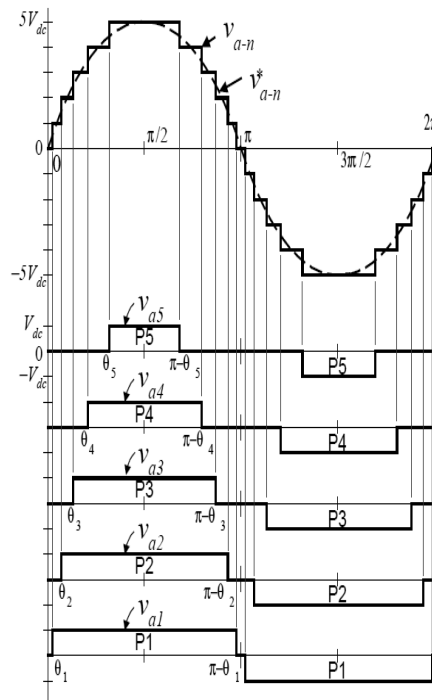 5V_dc
v_a-n
v*_a-n
0
0
π/2
π
3π/2
−5V_dc
V_dc
0
−V_dc
v_a5
P5
θ_5
π−θ_5
P5
v_a4
P4
θ_4
π−θ_4
P4
v_a3
P3
θ_3
π−θ_3
P3
v_a2
P2
θ_2
π−θ_2
P2
v_a1
P1
θ_1
π−θ_1
P1